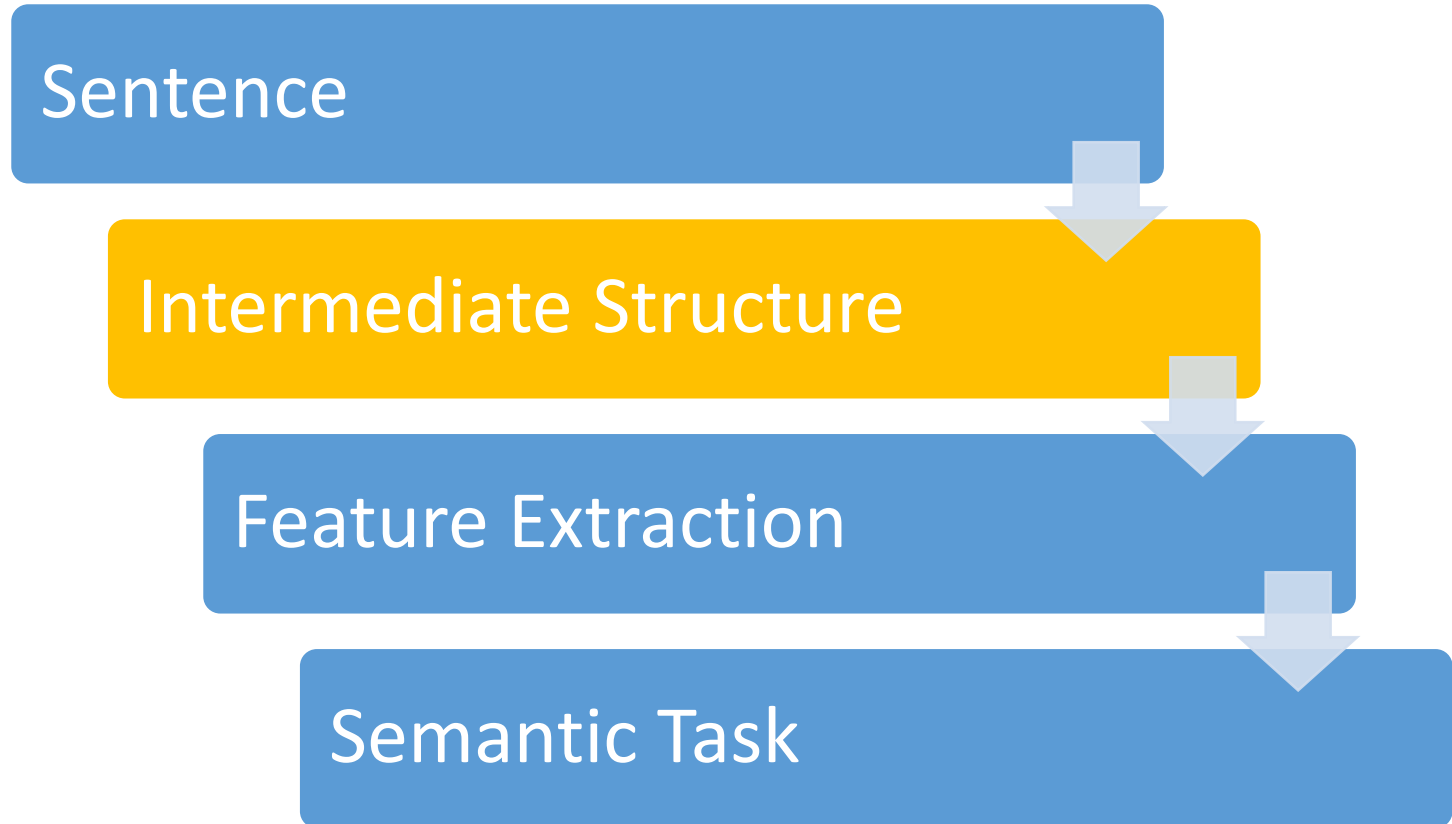 Sentence
Intermediate Structure
Feature Extraction
Semantic Task